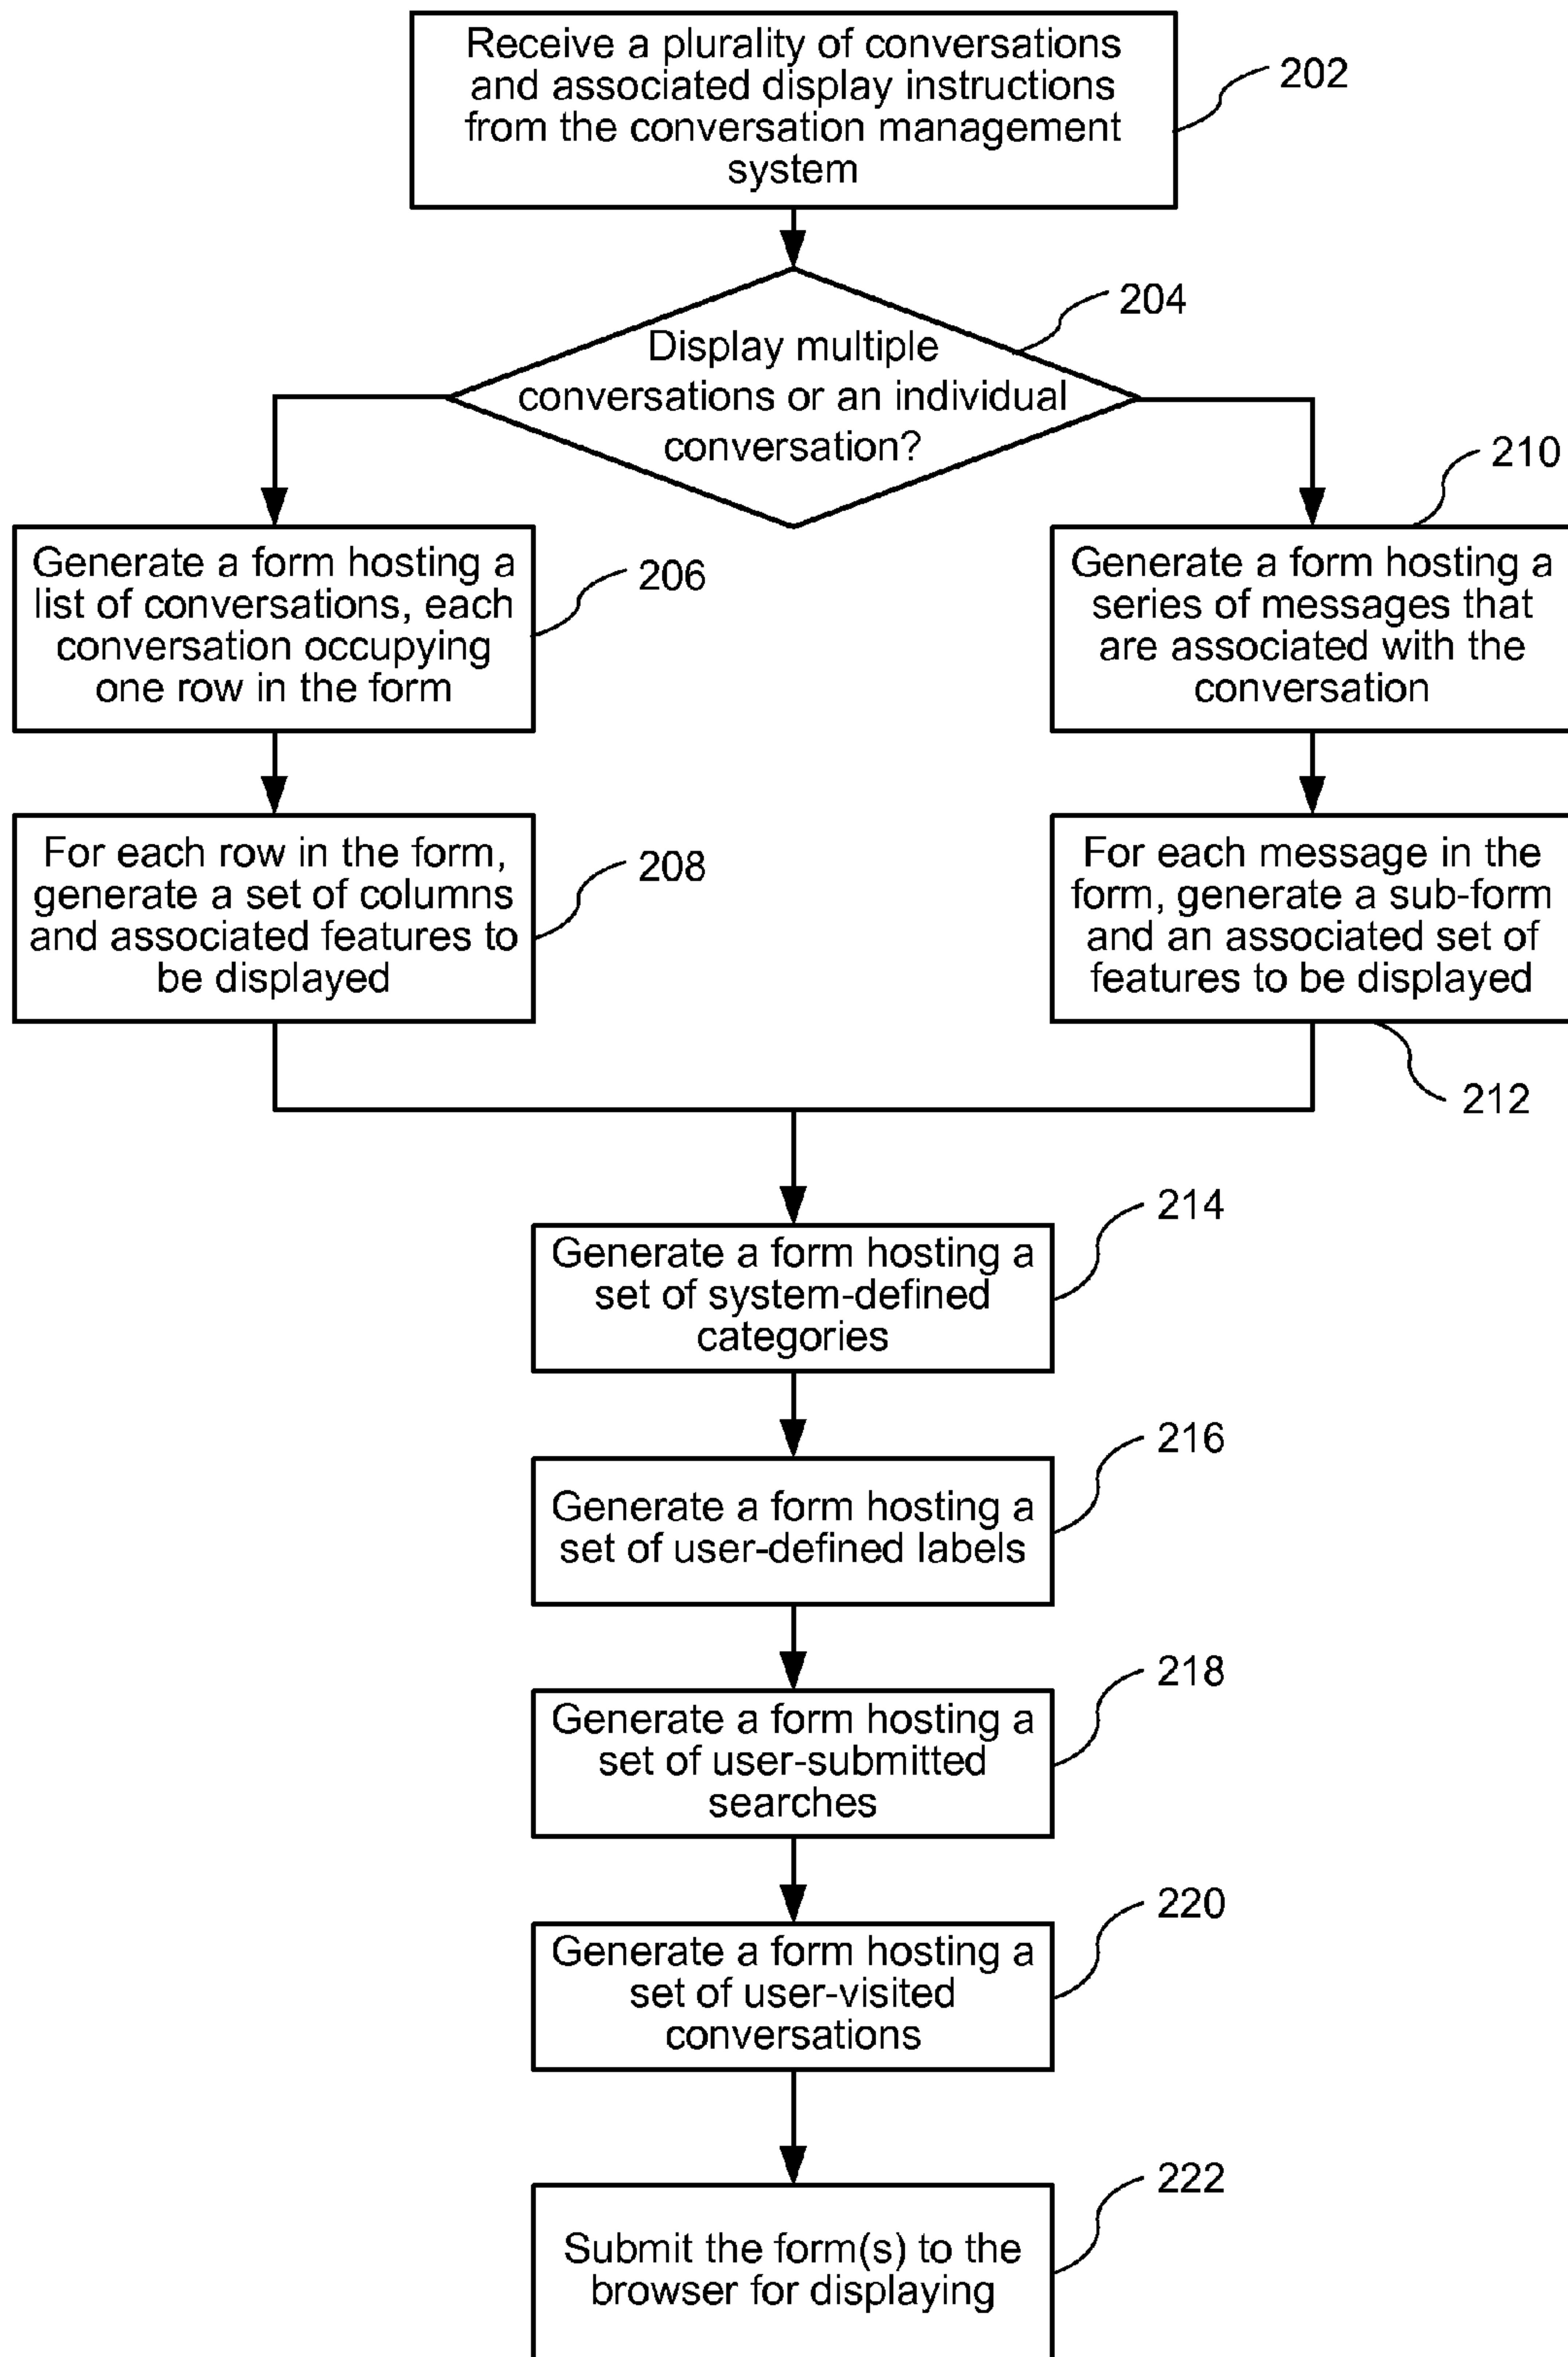 Receive a plurality of conversations
and associated display instructions
from the conversation management
system
202
204
Display multiple
conversations or an individual
conversation?
210
Generate a form hosting a
list of conversations, each
conversation occupying
one row in the form
206
Generate a form hosting a
series of messages that
are associated with the
conversation
For each row in the form,
generate a set of columns
and associated features to
be displayed
208
For each message in the
form, generate a sub-form
and an associated set of
features to be displayed
212
214
Generate a form hosting a
set of system-defined
categories
216
Generate a form hosting a
set of user-defined labels
218
Generate a form hosting a
set of user-submitted
searches
220
Generate a form hosting a
set of user-visited
conversations
222
Submit the form(s) to the
browser for displaying